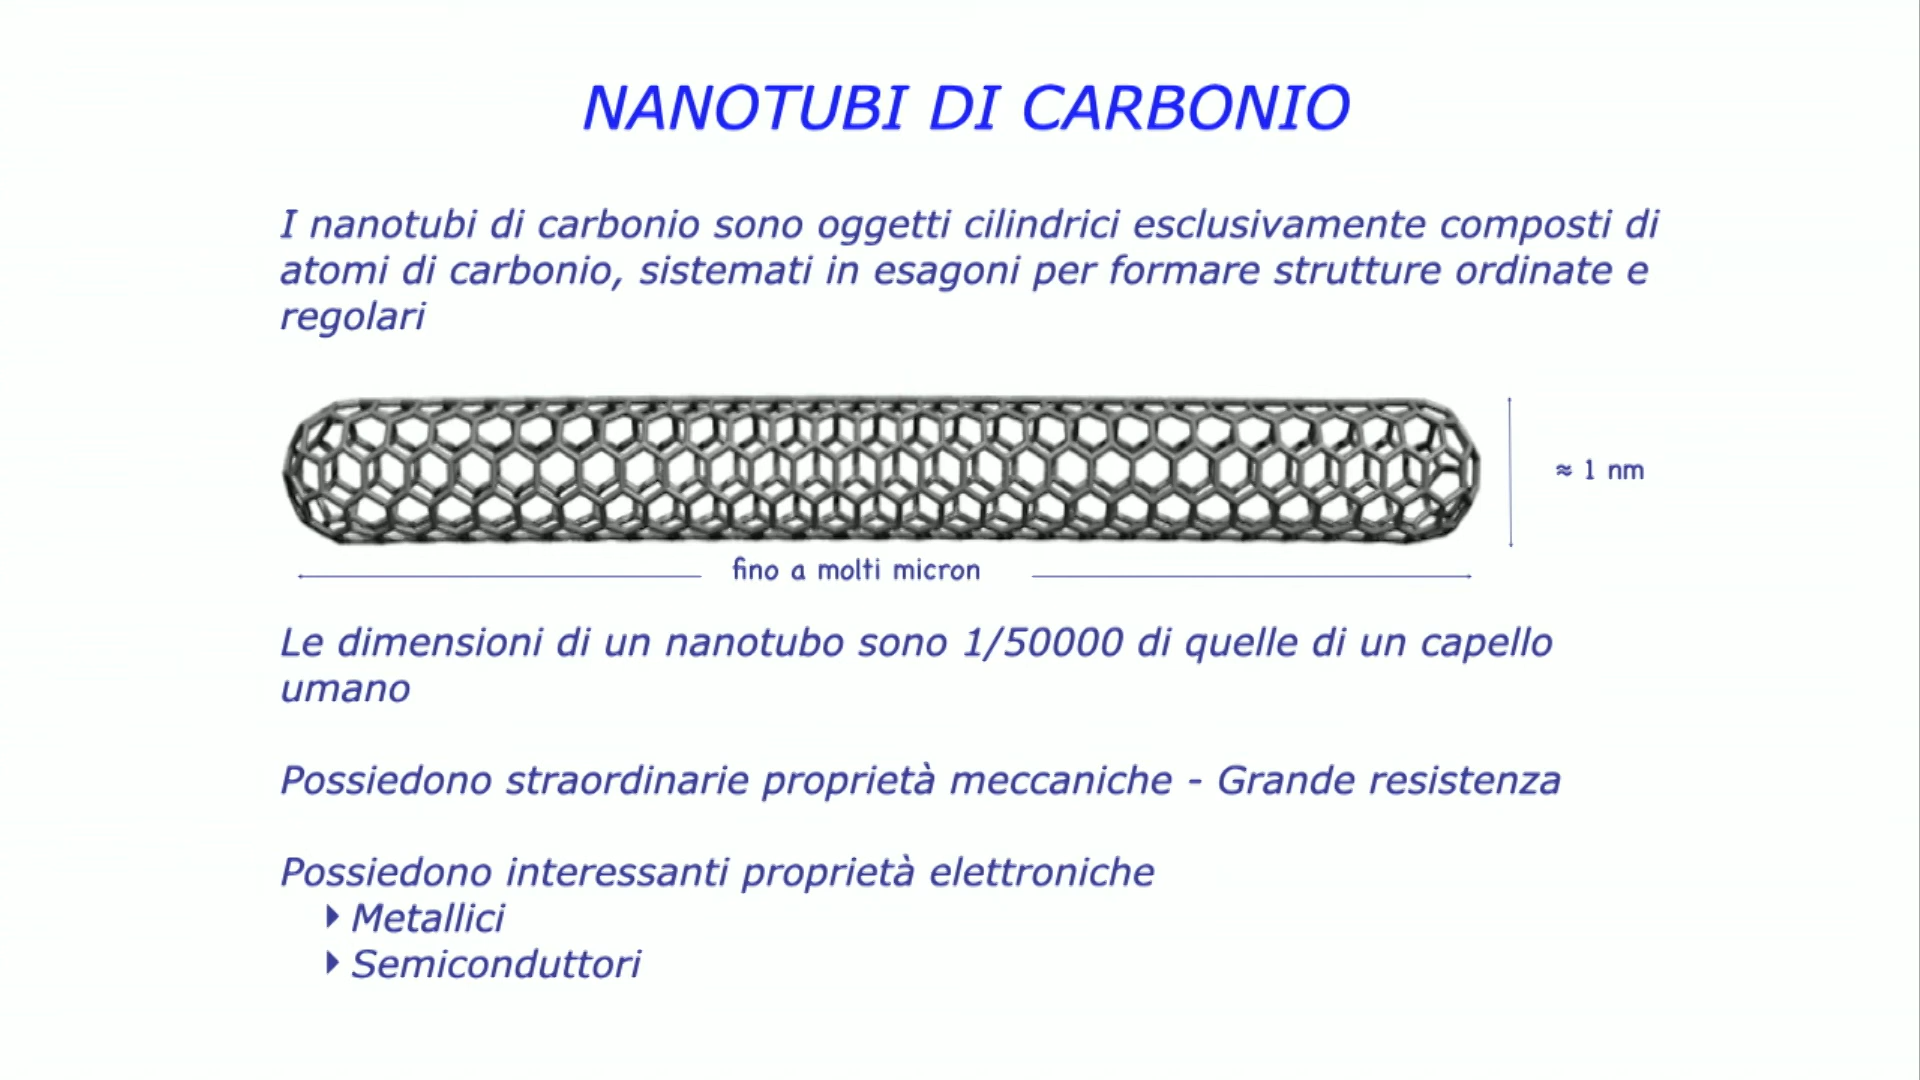 NANOTUBI DI CARBONIO
I nanotubi di carbonio sono oggetti cilindrici esclusivamente composti di
atomi di carbonio, sistemati in esagoni per formare strutture ordinate e
regolari
≈ 1 nm
fino a molti micron
Le dimensioni di un nanotubo sono 1/50000 di quelle di un capello
umano
Possiedono straordinarie proprietà meccaniche - Grande resistenza
Possiedono interessanti proprietà elettroniche
Metallici
Semiconduttori